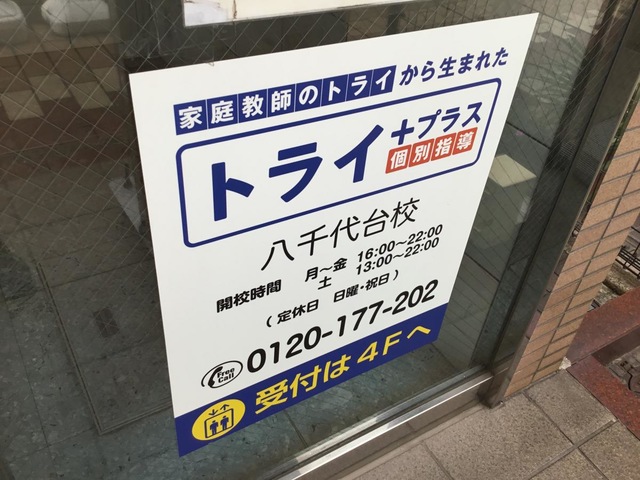 家庭教師のトライから生まれた
トライ+プラス
個別指導
八千代台校
開校時間 月~金 16:00~22:00
土 13:00~22:00
(定休日 日曜・祝日)
Free Call 0120-177-202
受付は4Fへ